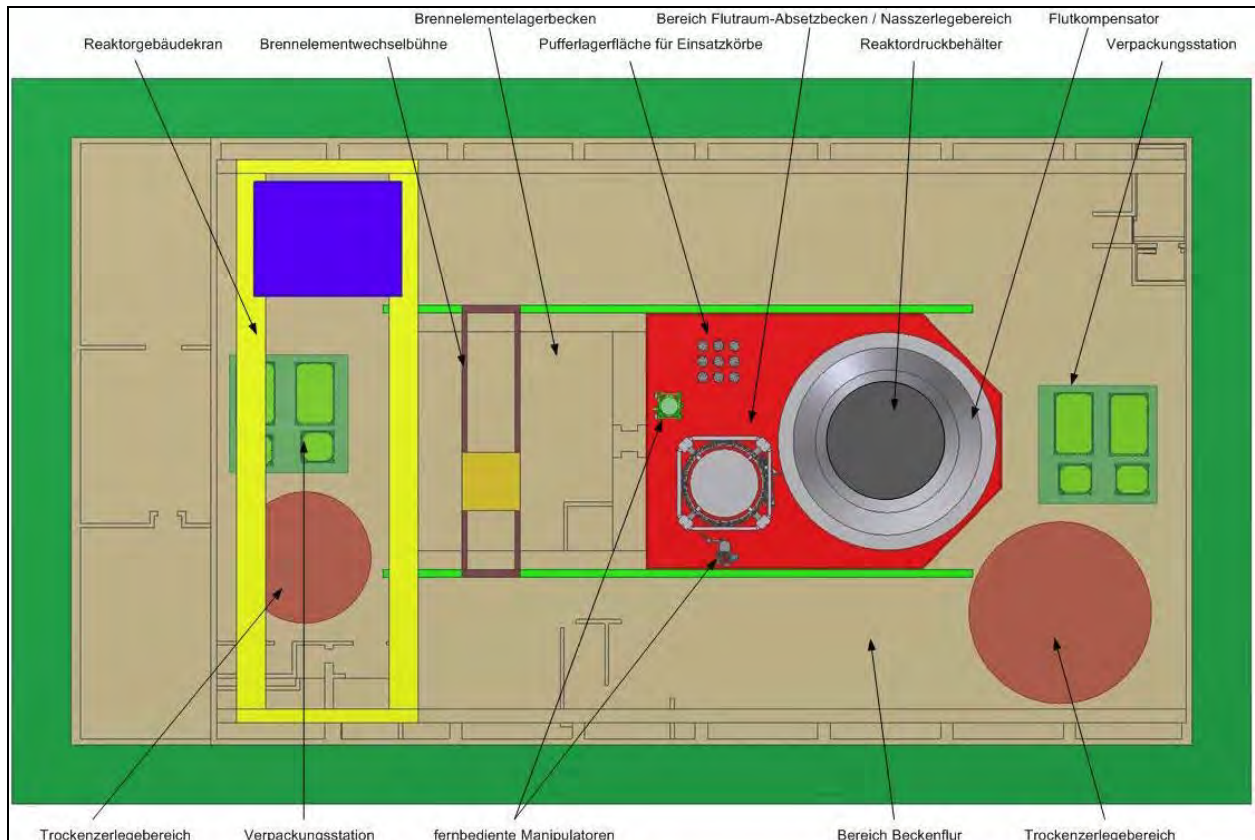 Brennelementelagerbecken
Bereich Flutraum-Absetzbecken / Nasszerlegebereich
Flutkompensator
Reaktorgebäudekran
Brennelementwechselbühne
Pufferlagerfläche für Einsatzkörbe
Reaktordruckbehälter
Verpackungsstation
Trockenzerlegebereich
Verpackungsstation
fernbediente Manipulatoren
Bereich Beckenflur
Trockenzerlegebereich